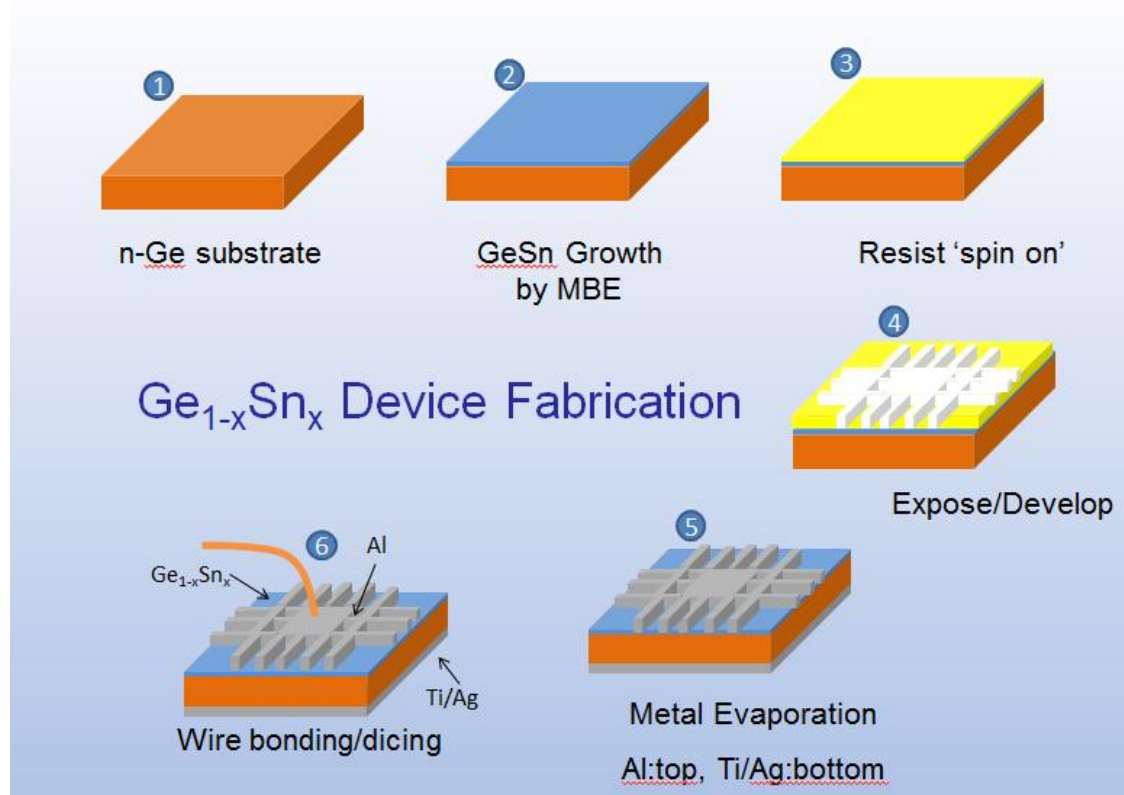 1
n-Ge substrate
2
GeSn Growth
by MBE
3
Resist ‘spin on’
Ge₁₋ₓSnₓ Device Fabrication
4
Expose/Develop
5
Metal Evaporation
Al:top, Ti/Ag:bottom
6
Al
Ge₁₋ₓSnₓ
Ti/Ag
Wire bonding/dicing